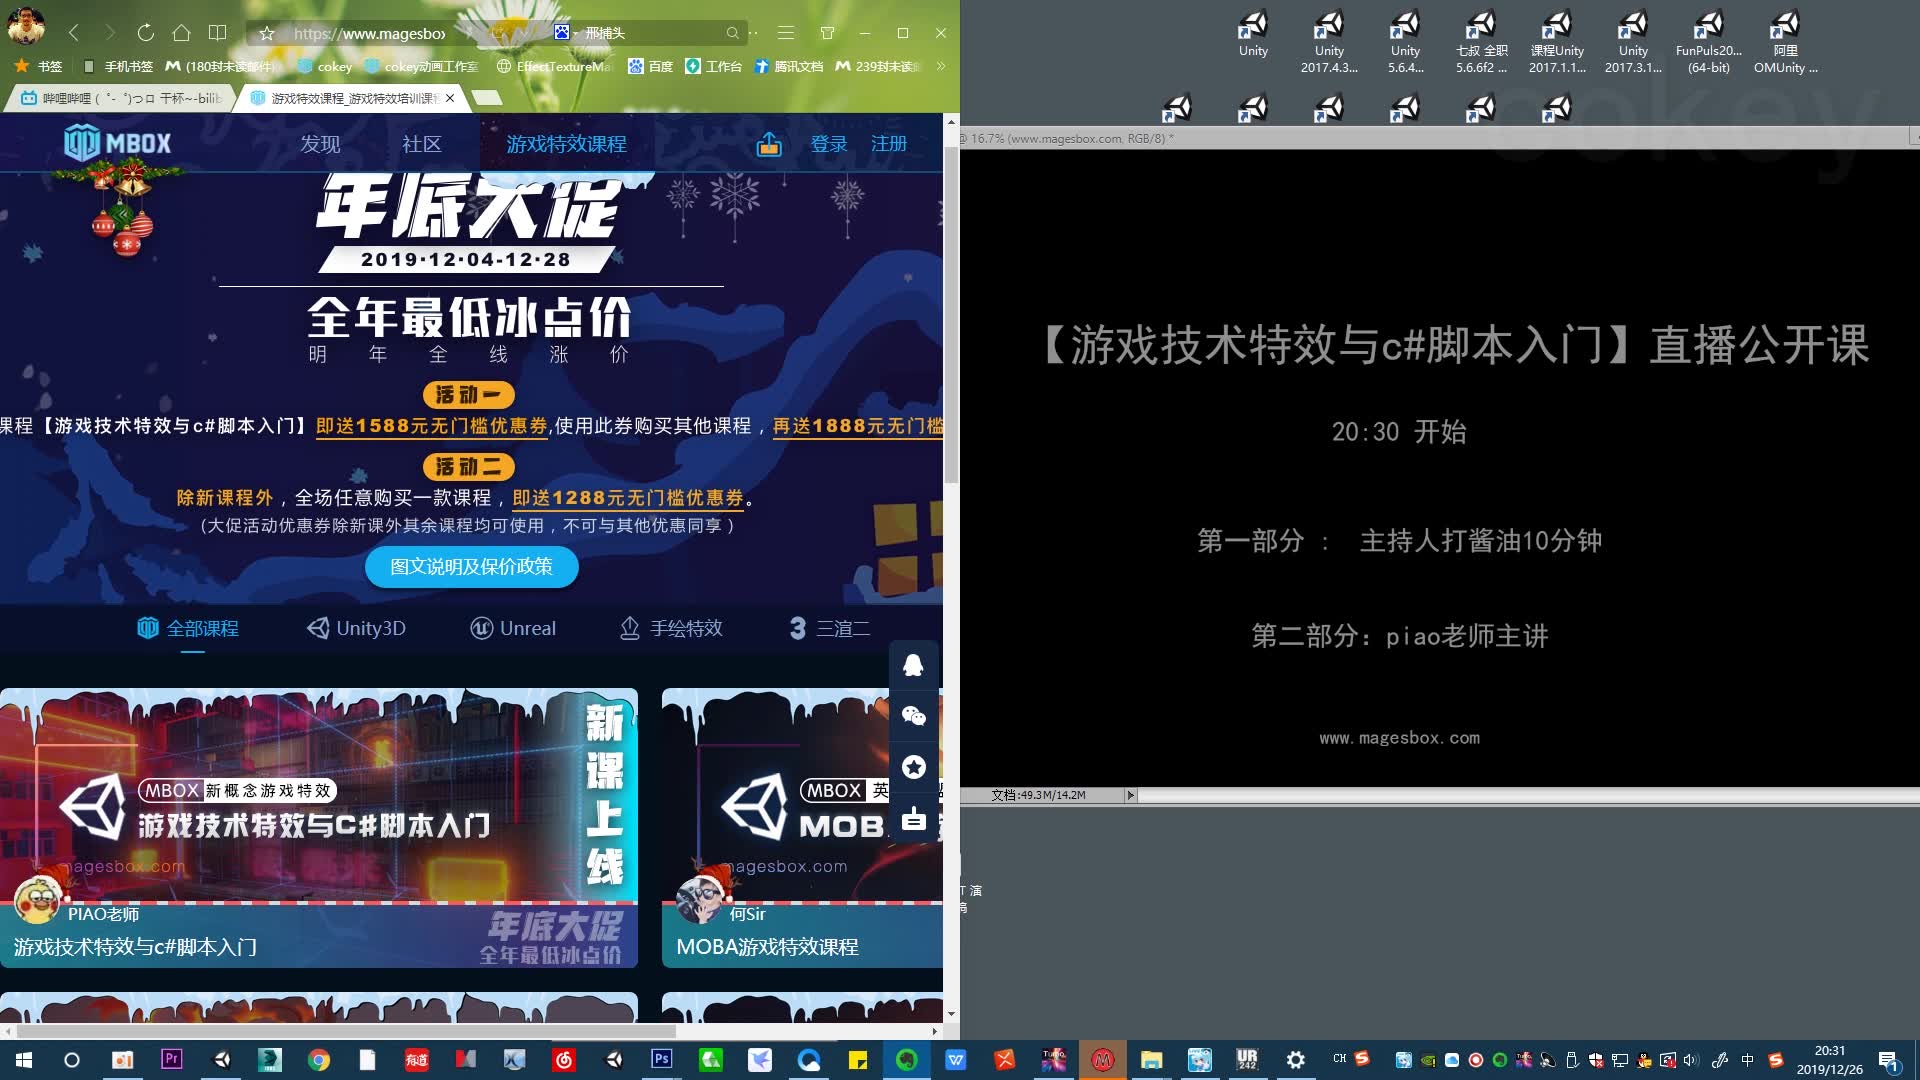 https://www.magesbox
邢捕头
书签
手机书签
(180封未读邮件)
cokey
cokey动画工作室
EffectTextureMa
百度
工作台
腾讯文档
239封未读
哔哩哔哩 (゜-゜)つロ 干杯~-bilib
游戏特效课程_游戏特效培训课程
MBOX
发现
社区
游戏特效课程
登录
注册
年底大促
2019·12·04-12·28
全年最低冰点价
明年全线涨价
活动一
课程【游戏技术特效与c#脚本入门】即送1588元无门槛优惠券,使用此券购买其他课程，再送1888元无门槛
活动二
除新课程外，全场任意购买一款课程，即送1288元无门槛优惠券。
(大促活动优惠券除新课外其余课程均可使用，不可与其他优惠同享 )
图文说明及保价政策
全部课程
Unity3D
Unreal
手绘特效
三渲二
新课上线
MBOX 新概念游戏特效
游戏技术特效与C#脚本入门
magesbox.com
PIAO老师
年底大促
游戏技术特效与c#脚本入门
全年最低冰点价
MBOX 英
MOBA
magesbox.com
何Sir
MOBA游戏特效课程
Unity
Unity 2017.4.3...
Unity 5.6.4...
七叔 全职 5.6.6f2 ...
课程Unity 2017.1.1...
Unity 2017.3.1...
FunPuls20... (64-bit)
阿里 OMUnity ...
cokey
@ 16.7% (www.magesbox.com, RGB/8) *
【游戏技术特效与c#脚本入门】直播公开课
20:30 开始
第一部分 ： 主持人打酱油10分钟
第二部分：piao老师主讲
www.magesbox.com
文档:49.3M/14.2M
T 演
稿
Pr
有道
Ps
UR
242
CH
中
20:31
2019/12/26
1